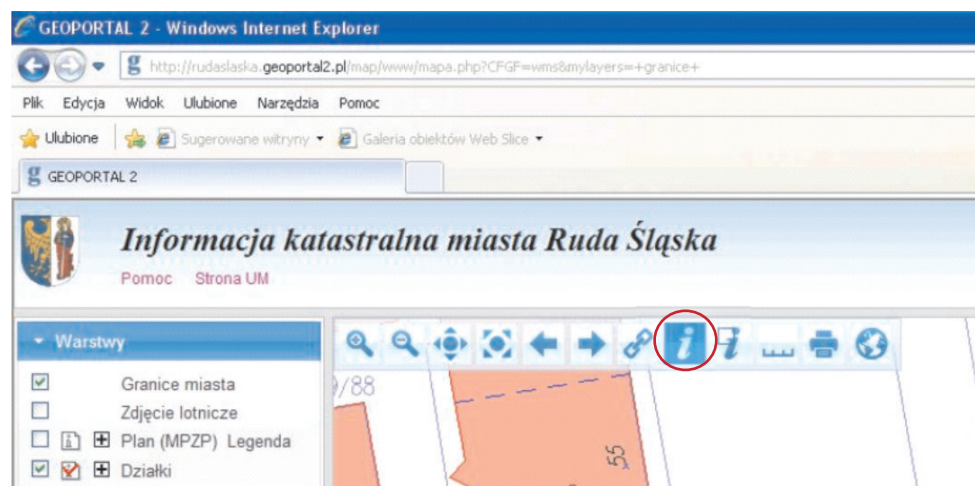 GEOPORTAL 2 - Windows Internet Explorer
http://rudaslaska.geoportal2.pl/map/www/mapa.php?CFGF=wms&mylayers=+granice+
Plik Edycja Widok Ulubione Narzędzia Pomoc
Ulubione Sugerowane witryny Galeria obiektów Web Slice
GEOPORTAL 2
Informacja katastralna miasta Ruda Śląska
Pomoc Strona UM
Warstwy
Granice miasta
Zdjęcie lotnicze
Plan (MPZP) Legenda
Działki
/88
55